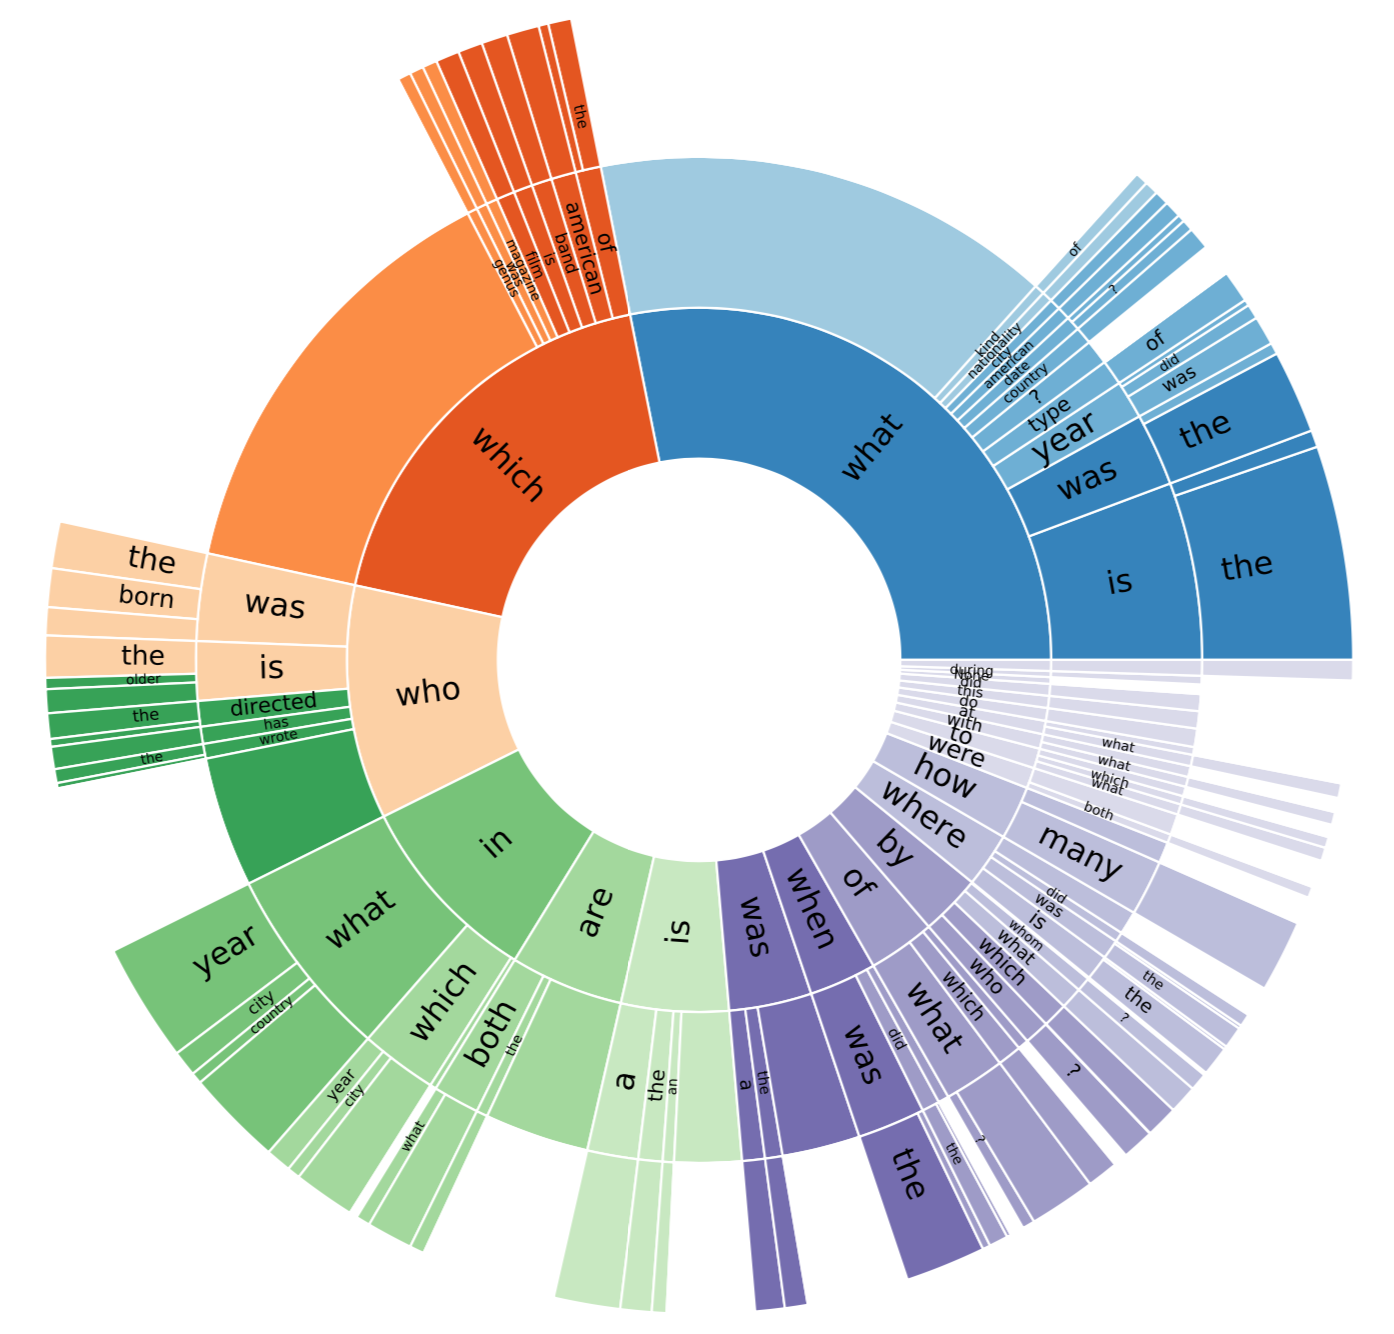 what
is
the
was
the
year
was
did
of
type
?
country
date
american
city
nationality
kind
?
of
which
of
the
american
band
is
film
magazine
was
genus
who
was
the
born
is
the
directed
older
the
has
wrote
the
in
what
year
city
country
which
year
city
are
both
what
the
is
a
the
an
was
a
the
when
was
the
of
did
the
what
?
which
by
who
which
?
what
whom
where
is
the
?
was
did
the
how
many
were
both
to
what
with
which
at
what
do
what
this
did
None
during